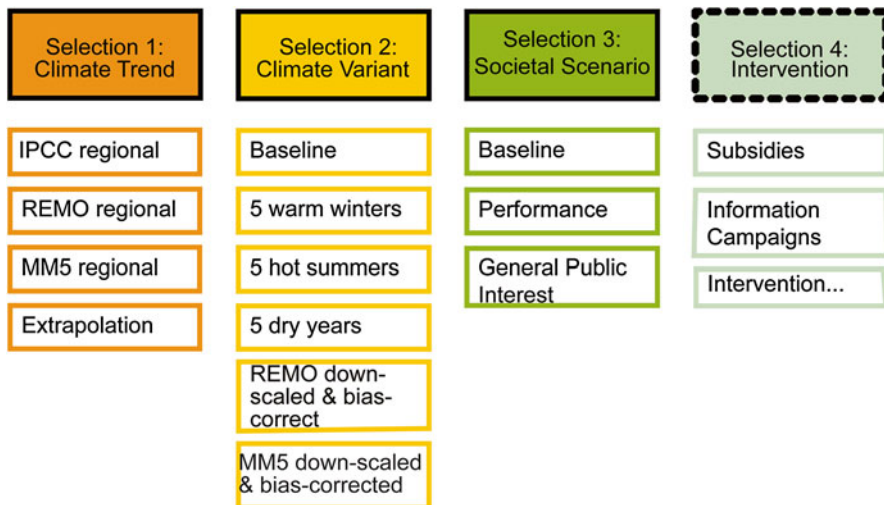 Selection 1:
Climate Trend
IPCC regional
REMO regional
MM5 regional
Extrapolation
Selection 2:
Climate Variant
Baseline
5 warm winters
5 hot summers
5 dry years
REMO down-
scaled & bias-
correct
MM5 down-scaled
& bias-corrected
Selection 3:
Societal Scenario
Baseline
Performance
General Public
Interest
Selection 4:
Intervention
Subsidies
Information
Campaigns
Intervention...